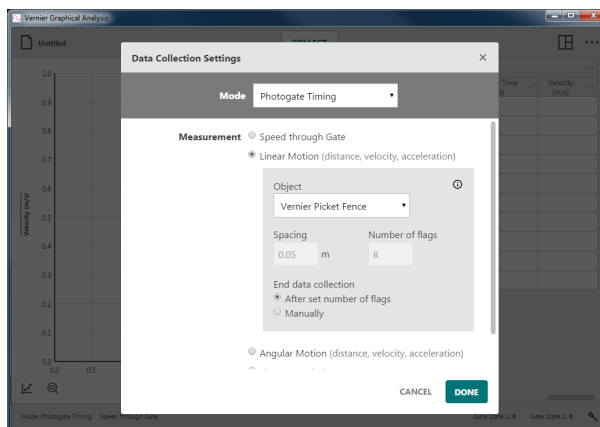 Vernier Graphical Analysis
Untitled
COLLECT
Data Collection Settings
Mode Photogate Timing
Measurement
Speed through Gate
Linear Motion (distance, velocity, acceleration)
Object
Vernier Picket Fence
Spacing Number of flags
0.05 m 8
End data collection
After set number of flags
Manually
Angular Motion (distance, velocity, acceleration)
CANCEL DONE
Time Velocity
(m/s)
Velocity (m/s)
1.0
0.9
0.8
0.7
0.6
0.5
0.4
0.3
0.2
0.1
0.0
0.0 0.5
Mode: Photogate Timing Speed through Gate Gate State 1: 0 Gate State 2: 0